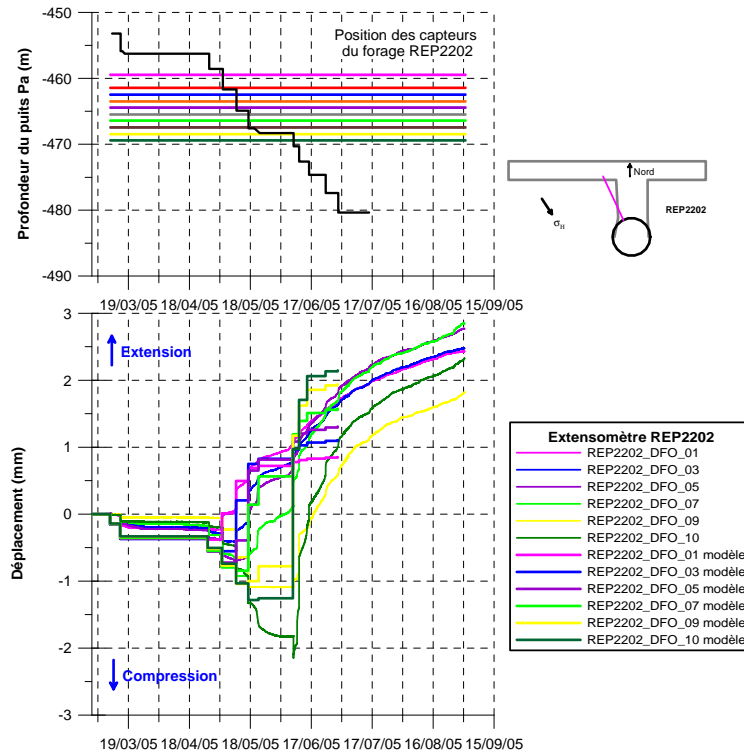 -450
-460
-470
-480
-490
Profondeur du puits Pa (m)
Position des capteurs
du forage REP2202
19/03/05 18/04/05 18/05/05 17/06/05 17/07/05 16/08/05 15/09/05
Nord
REP2202
σH
3
2
1
0
-1
-2
-3
Déplacement (mm)
Extension
Compression
19/03/05 18/04/05 18/05/05 17/06/05 17/07/05 16/08/05 15/09/05
Extensomètre REP2202
REP2202_DFO_01
REP2202_DFO_03
REP2202_DFO_05
REP2202_DFO_07
REP2202_DFO_09
REP2202_DFO_10
REP2202_DFO_01 modèle
REP2202_DFO_03 modèle
REP2202_DFO_05 modèle
REP2202_DFO_07 modèle
REP2202_DFO_09 modèle
REP2202_DFO_10 modèle